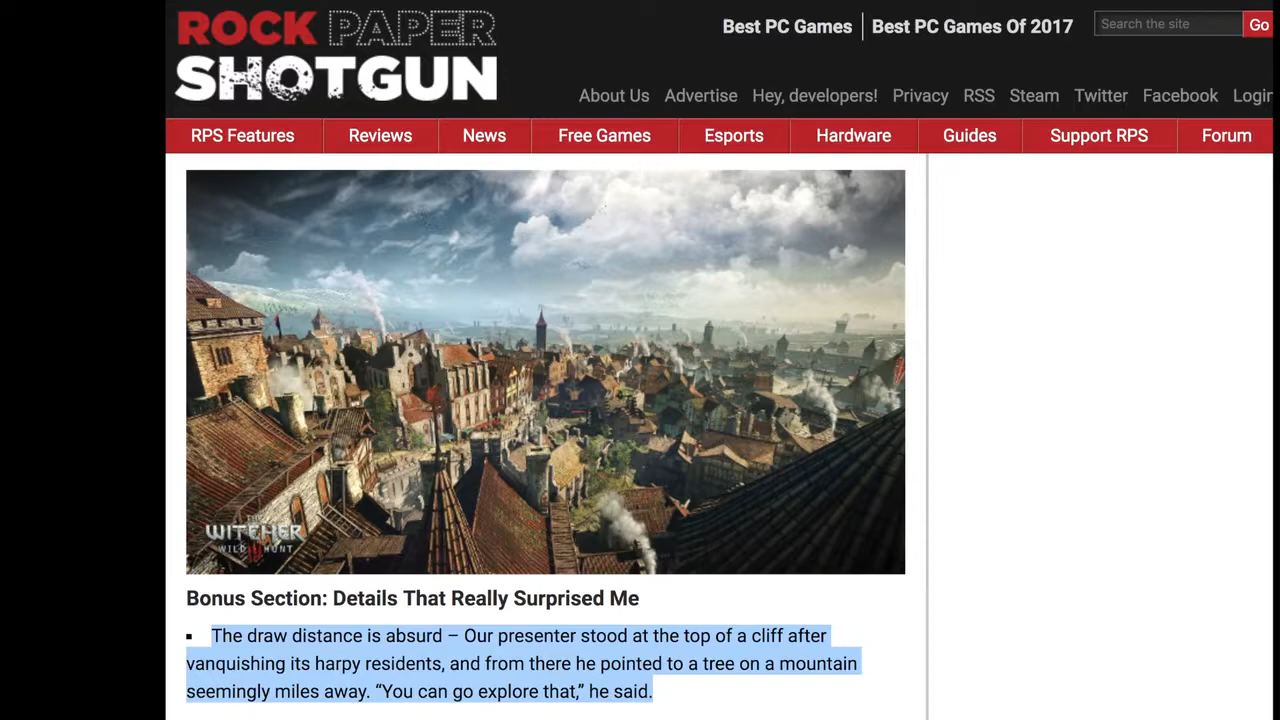 ROCK PAPER
SHOTGUN
Best PC Games
Best PC Games Of 2017
Search the site
Go
About Us
Advertise
Hey, developers!
Privacy
RSS
Steam
Twitter
Facebook
Login
RPS Features
Reviews
News
Free Games
Esports
Hardware
Guides
Support RPS
Forum
THE
WITCHER
WILD HUNT
Bonus Section: Details That Really Surprised Me
▪ The draw distance is absurd – Our presenter stood at the top of a cliff after
vanquishing its harpy residents, and from there he pointed to a tree on a mountain
seemingly miles away. “You can go explore that,” he said.